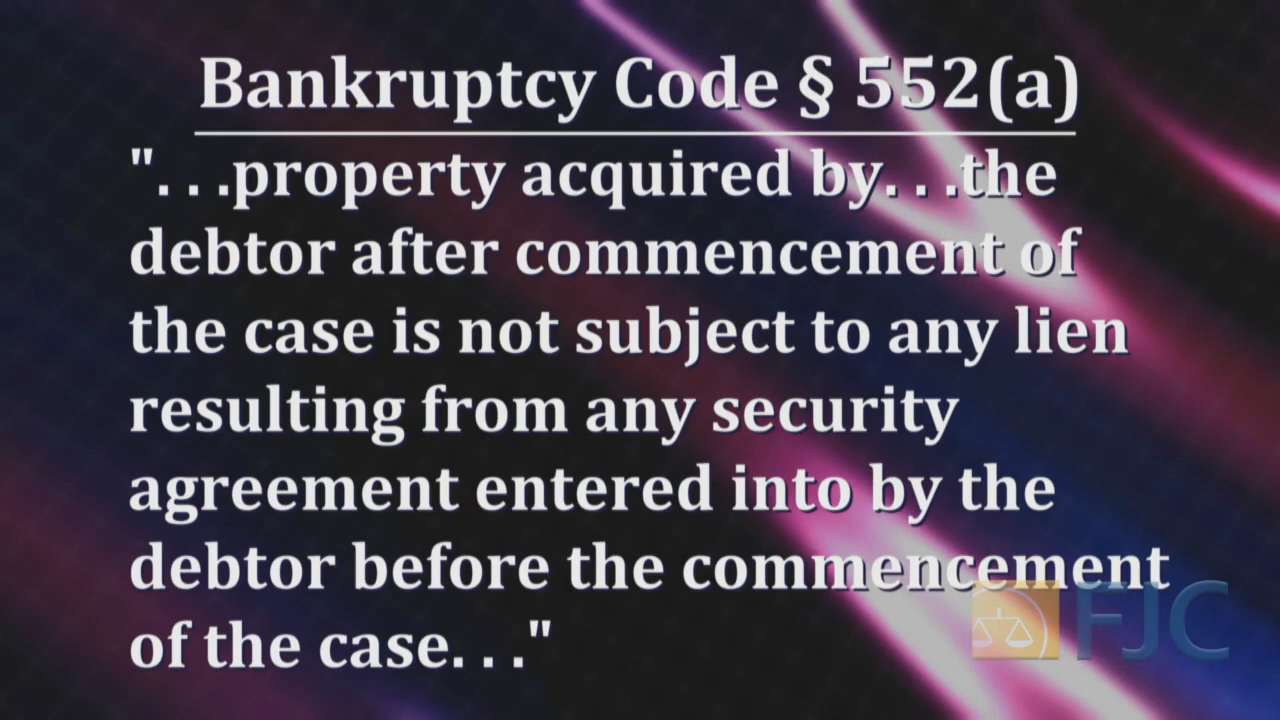 Bankruptcy Code § 552(a)
". . .property acquired by. . .the
debtor after commencement of
the case is not subject to any lien
resulting from any security
agreement entered into by the
debtor before the commencement
of the case. . ."
FJC